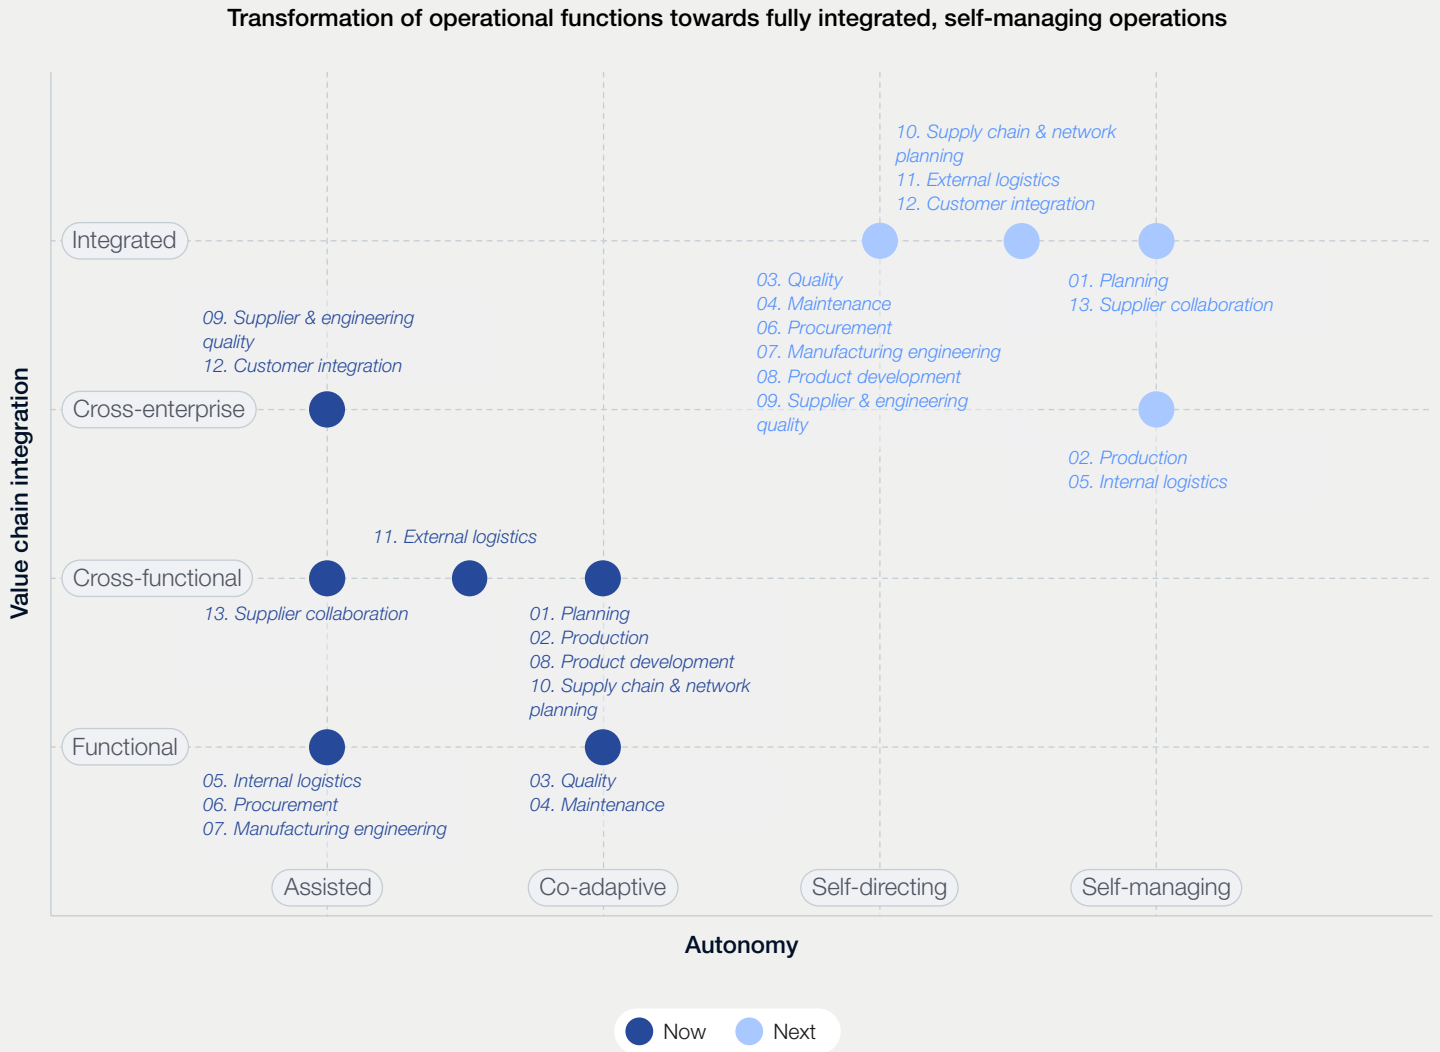 Transformation of operational functions towards fully integrated, self-managing operations
10. Supply chain & network
planning
11. External logistics
12. Customer integration
Integrated
03. Quality
04. Maintenance
06. Procurement
07. Manufacturing engineering
08. Product development
09. Supplier & engineering
quality
01. Planning
13. Supplier collaboration
09. Supplier & engineering
quality
12. Customer integration
Cross-enterprise
02. Production
05. Internal logistics
Value chain integration
11. External logistics
Cross-functional
13. Supplier collaboration
01. Planning
02. Production
08. Product development
10. Supply chain & network
planning
Functional
05. Internal logistics
06. Procurement
07. Manufacturing engineering
03. Quality
04. Maintenance
Assisted
Co-adaptive
Self-directing
Self-managing
Autonomy
Now
Next